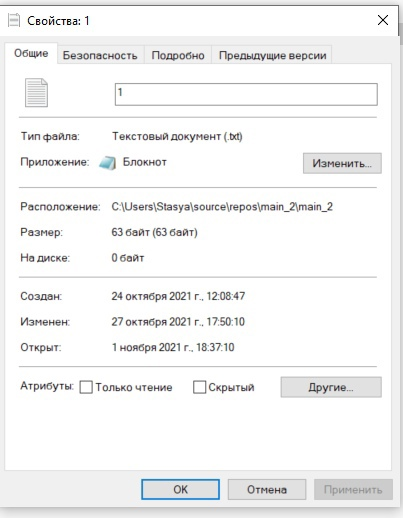 Свойства: 1
Общие Безопасность Подробно Предыдущие версии
1
Тип файла: Текстовый документ (.txt)
Приложение: Блокнот Изменить...
Расположение: C:\Users\Stasya\source\repos\main_2\main_2
Размер: 63 байт (63 байт)
На диске: 0 байт
Создан: 24 октября 2021 г., 12:08:47
Изменен: 27 октября 2021 г., 17:50:10
Открыт: 1 ноября 2021 г., 18:37:10
Атрибуты: Только чтение Скрытый Другие...
OK Отмена Применить